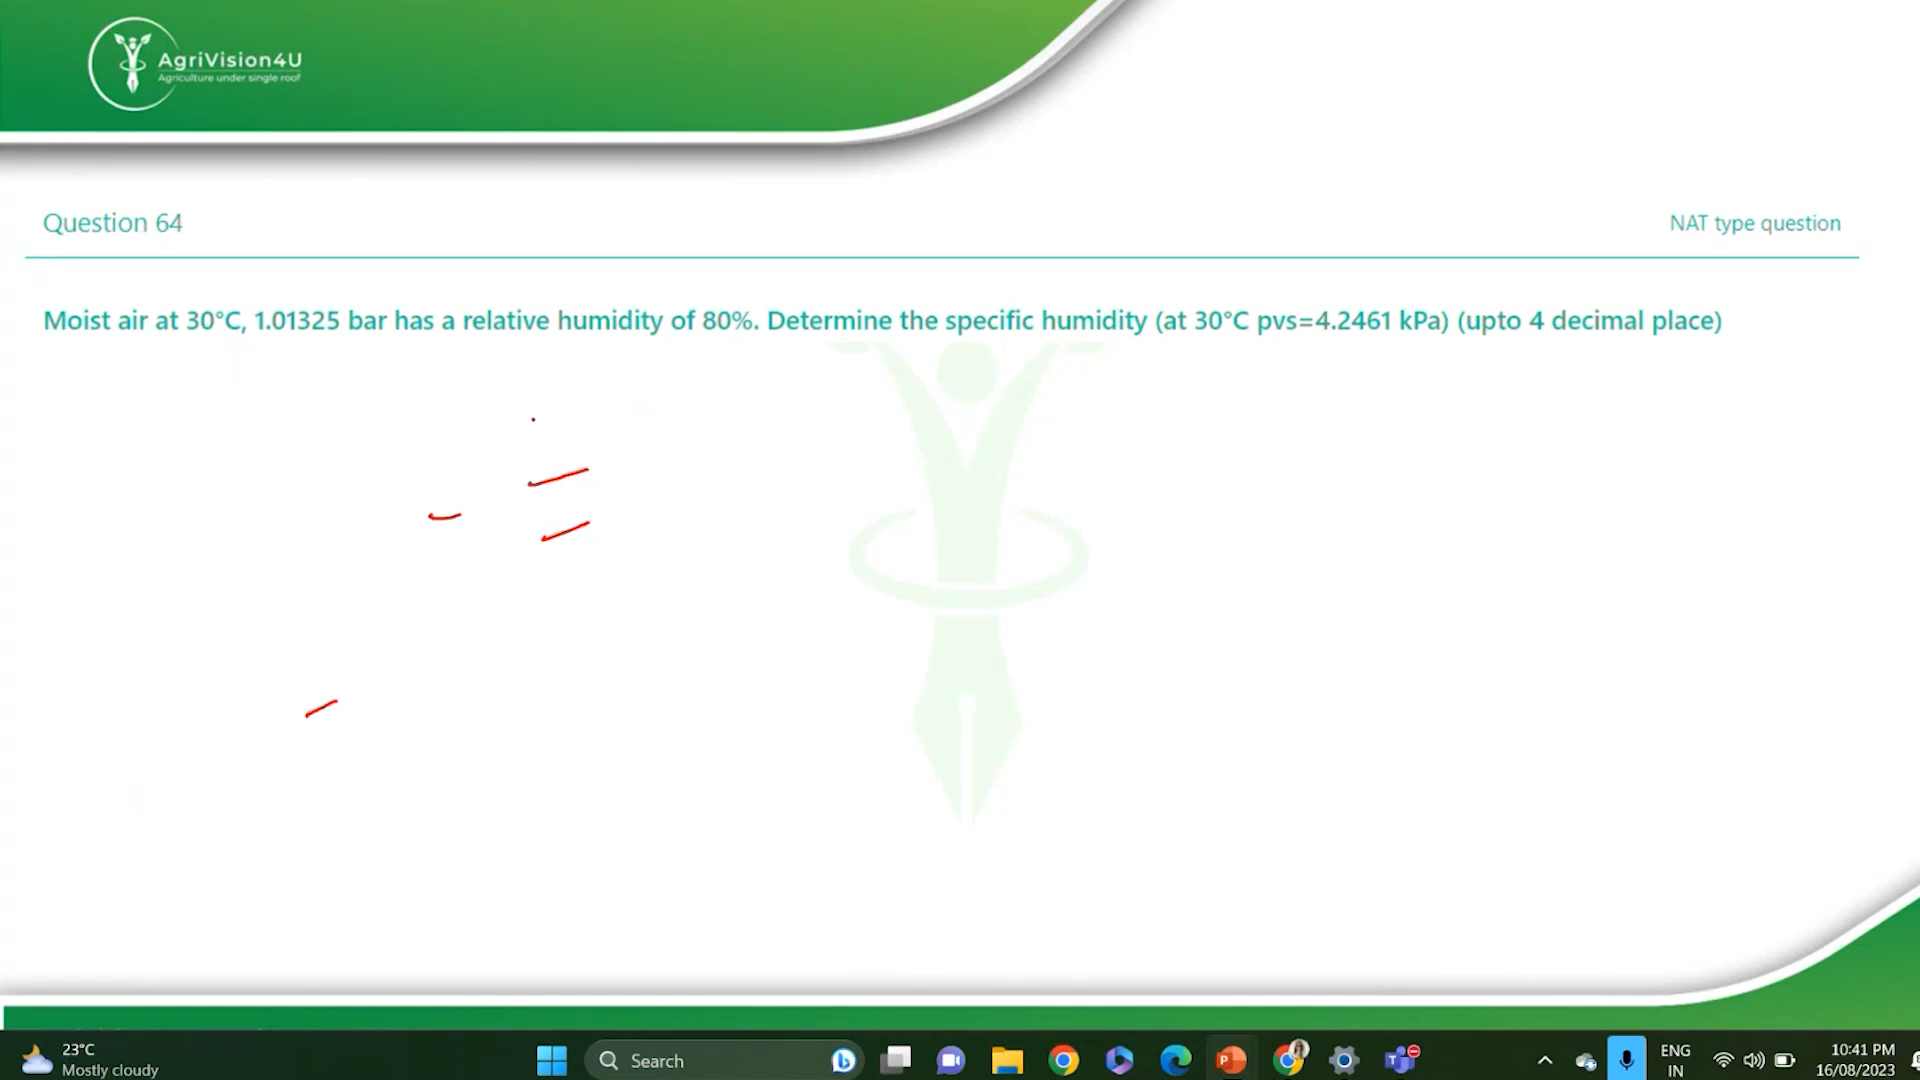 AgriVision4U
Agriculture under single roof
Question 64
NAT type question
Moist air at 30°C, 1.01325 bar has a relative humidity of 80%. Determine the specific humidity (at 30°C pvs=4.2461 kPa) (upto 4 decimal place)
23°C
Mostly cloudy
Search
ENG
IN
10:41 PM
16/08/2023